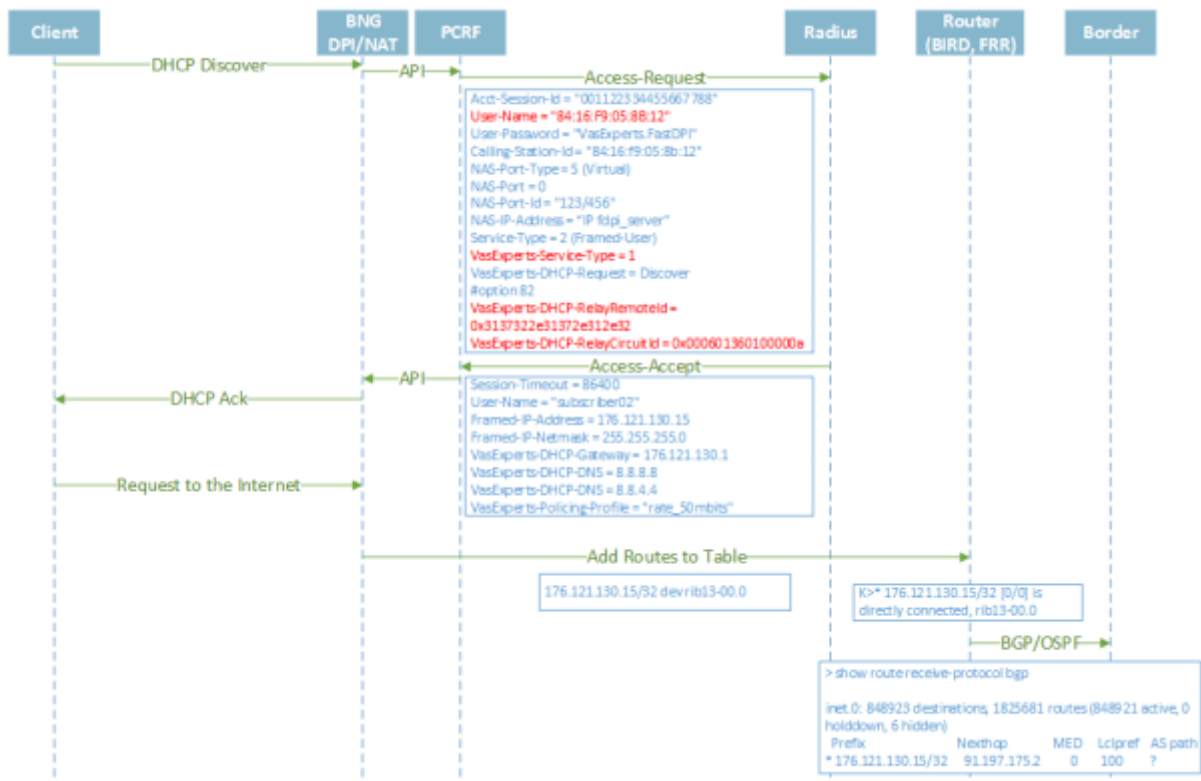 Client
BNG
DPI/NAT
PCRF
Radius
Router
(BIRD, FRR)
Border
DHCP Discover
API
Access-Request
Acct-Session-Id = "001122334455667788"
User-Name = "84:16:F9:05:8B:12"
User-Password = "VasExperts.FastDPI"
Calling-Station-Id = "84:16:f9:05:8b:12"
NAS-Port-Type = 5 (Virtual)
NAS-Port = 0
NAS-Port-Id = "123/456"
NAS-IP-Address = "IP fdpi_server"
Service-Type = 2 (Framed-User)
VasExperts-Service-Type = 1
VasExperts-DHCP-Request = Discover
#option 82
VasExperts-DHCP-RelayRemoteId =
0x3137322e31372e312e32
VasExperts-DHCP-RelayCircuitId = 0x000601360100000a
Access-Accept
API
DHCP Ack
Session-Timeout = 86400
User-Name = "subscriber02"
Framed-IP-Address = 176.121.130.15
Framed-IP-Netmask = 255.255.255.0
VasExperts-DHCP-Gateway = 176.121.130.1
VasExperts-DHCP-DNS = 8.8.8.8
VasExperts-DHCP-DNS = 8.8.4.4
VasExperts-Policing-Profile = "rate_50mbits"
Request to the Internet
Add Routes to Table
176.121.130.15/32 dev rib13-00.0
K>* 176.121.130.15/32 [0/0] is
directly connected, rib13-00.0
BGP/OSPF
> show route receive-protocol bgp
inet.0: 848923 destinations, 1825681 routes (848921 active, 0
holddown, 6 hidden)
Prefix Nexthop MED Lclpref AS path
* 176.121.130.15/32 91.197.175.2 0 100 ?